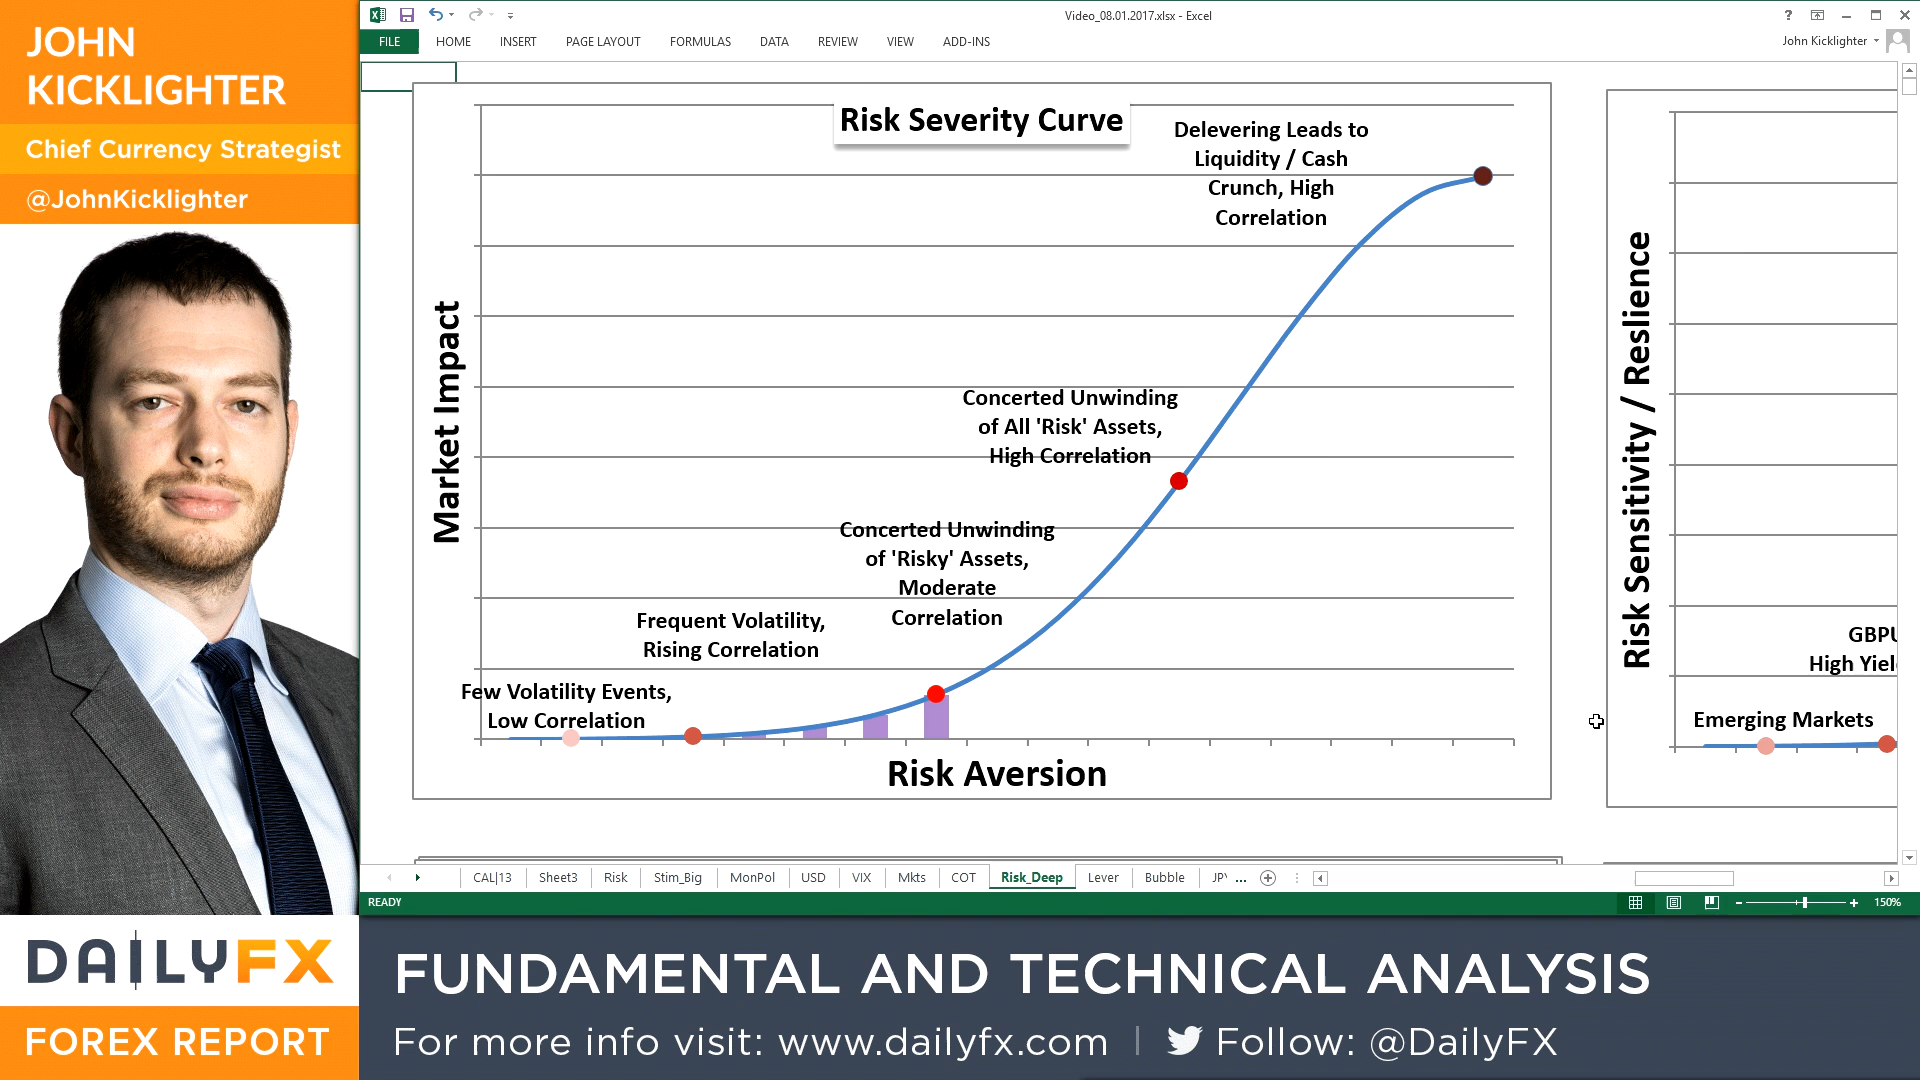 JOHN
KICKLIGHTER
Chief Currency Strategist
@JohnKicklighter
Video_08.01.2017.xlsx - Excel
?
FILE
HOME
INSERT
PAGE LAYOUT
FORMULAS
DATA
REVIEW
VIEW
ADD-INS
John Kicklighter
Risk Severity Curve
Market Impact
Delevering Leads to
Liquidity / Cash
Crunch, High
Correlation
Concerted Unwinding
of All 'Risk' Assets,
High Correlation
Concerted Unwinding
of 'Risky' Assets,
Moderate
Correlation
Frequent Volatility,
Rising Correlation
Few Volatility Events,
Low Correlation
Risk Aversion
Risk Sensitivity / Reslience
GBPU
High Yiel
Emerging Markets
CAL|13
Sheet3
Risk
Stim_Big
MonPol
USD
VIX
Mkts
COT
Risk_Deep
Lever
Bubble
JPY ...
READY
150%
DAILYFX
FOREX REPORT
FUNDAMENTAL AND TECHNICAL ANALYSIS
For more info visit: www.dailyfx.com | Follow: @DailyFX